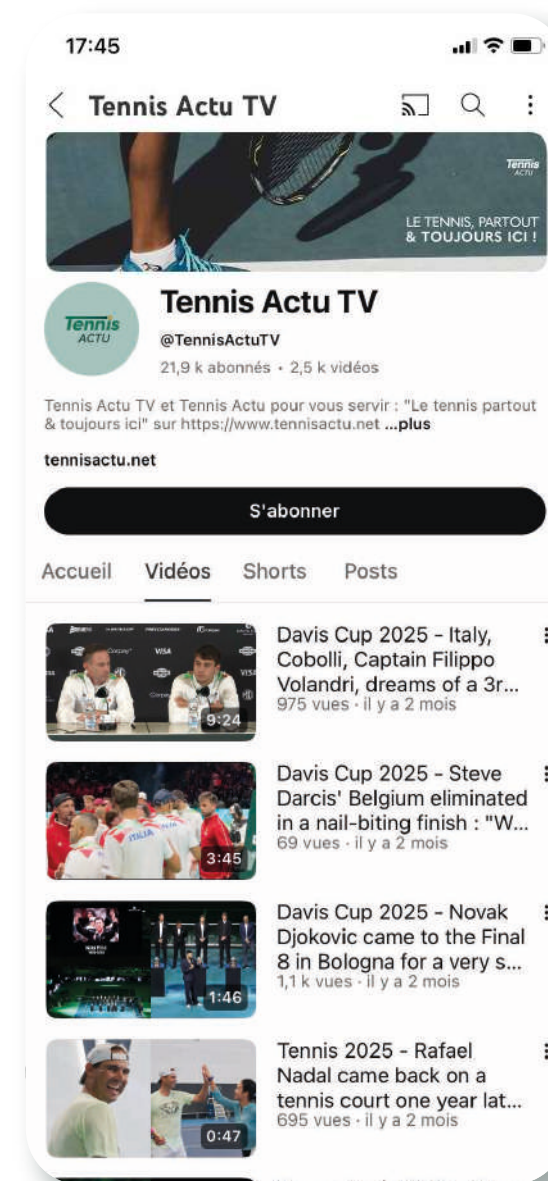 17:45
Tennis Actu TV
Tennis
ACTU
LE TENNIS, PARTOUT
& TOUJOURS ICI !
Tennis
ACTU
Tennis Actu TV
@TennisActuTV
21,9 k abonnés • 2,5 k vidéos
Tennis Actu TV et Tennis Actu pour vous servir : "Le tennis partout
& toujours ici" sur https://www.tennisactu.net ...plus
tennisactu.net
S'abonner
Accueil Vidéos Shorts Posts
VISA
9:24
Davis Cup 2025 - Italy,
Cobolli, Captain Filippo
Volandri, dreams of a 3r...
975 vues · il y a 2 mois
ITALIA
3:45
Davis Cup 2025 - Steve
Darcis' Belgium eliminated
in a nail-biting finish : "W...
69 vues · il y a 2 mois
1:46
Davis Cup 2025 - Novak
Djokovic came to the Final
8 in Bologna for a very s...
1,1 k vues · il y a 2 mois
0:47
Tennis 2025 - Rafael
Nadal came back on a
tennis court one year lat...
695 vues · il y a 2 mois